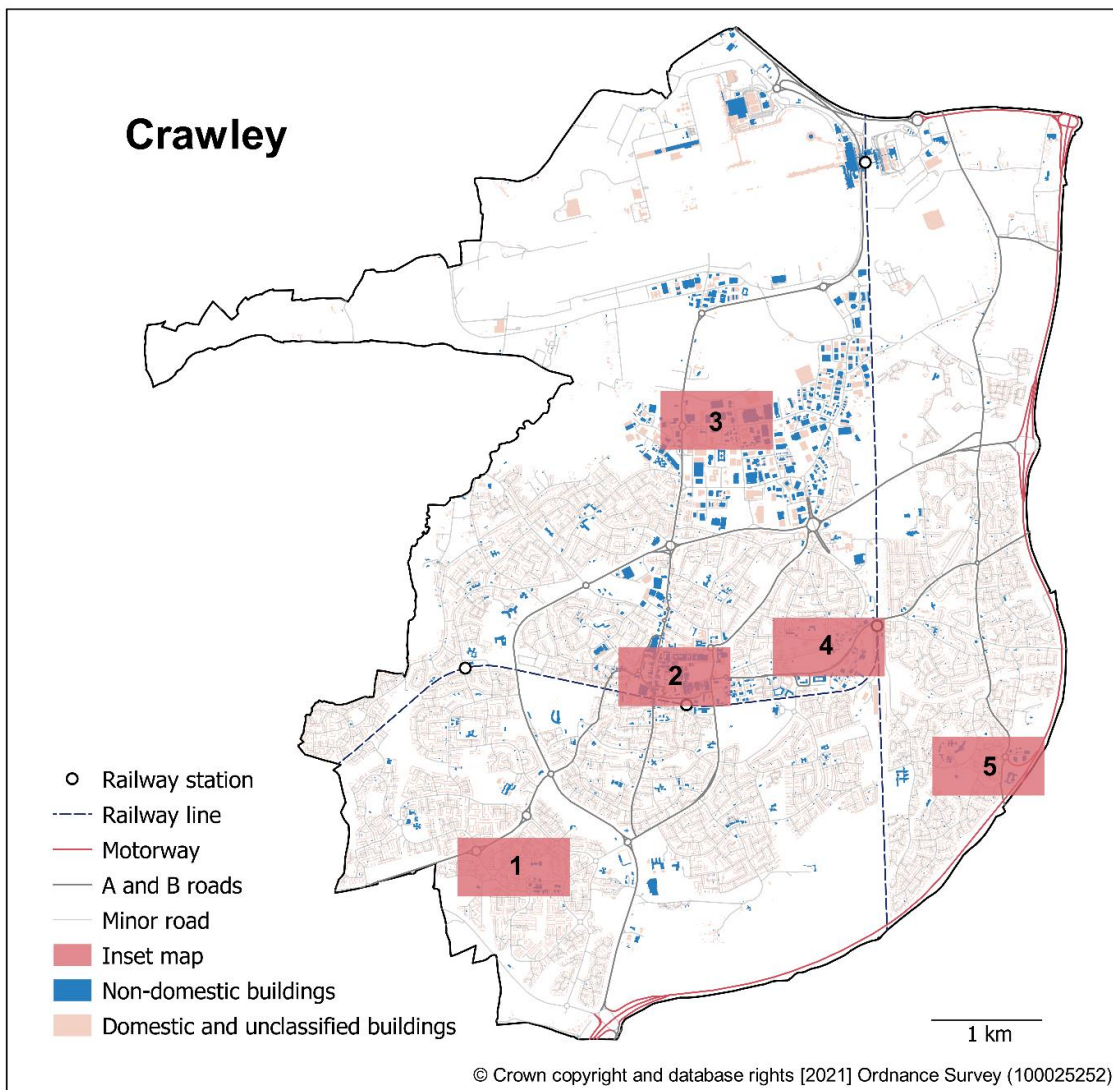 Crawley
3
4
2
5
1
Railway station
Railway line
Motorway
A and B roads
Minor road
Inset map
Non-domestic buildings
Domestic and unclassified buildings
1 km
© Crown copyright and database rights [2021] Ordnance Survey (100025252)